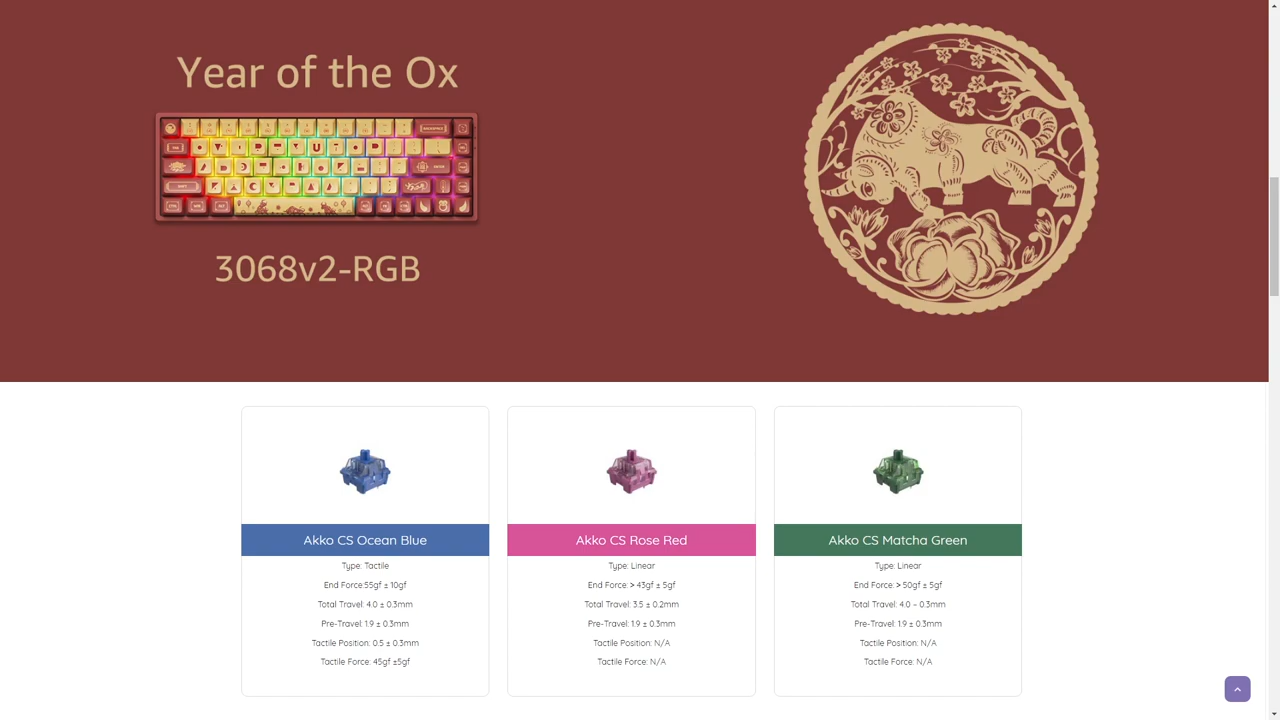 Year of the Ox
3068v2-RGB
Akko CS Ocean Blue
Type: Tactile
End Force:55gf ± 10gf
Total Travel: 4.0 ± 0.3mm
Pre-Travel: 1.9 ± 0.3mm
Tactile Position: 0.5 ± 0.3mm
Tactile Force: 45gf ±5gf
Akko CS Rose Red
Type: Linear
End Force: > 43gf ± 5gf
Total Travel: 3.5 ± 0.2mm
Pre-Travel: 1.9 ± 0.3mm
Tactile Position: N/A
Tactile Force: N/A
Akko CS Matcha Green
Type: Linear
End Force: > 50gf ± 5gf
Total Travel: 4.0 – 0.3mm
Pre-Travel: 1.9 ± 0.3mm
Tactile Position: N/A
Tactile Force: N/A